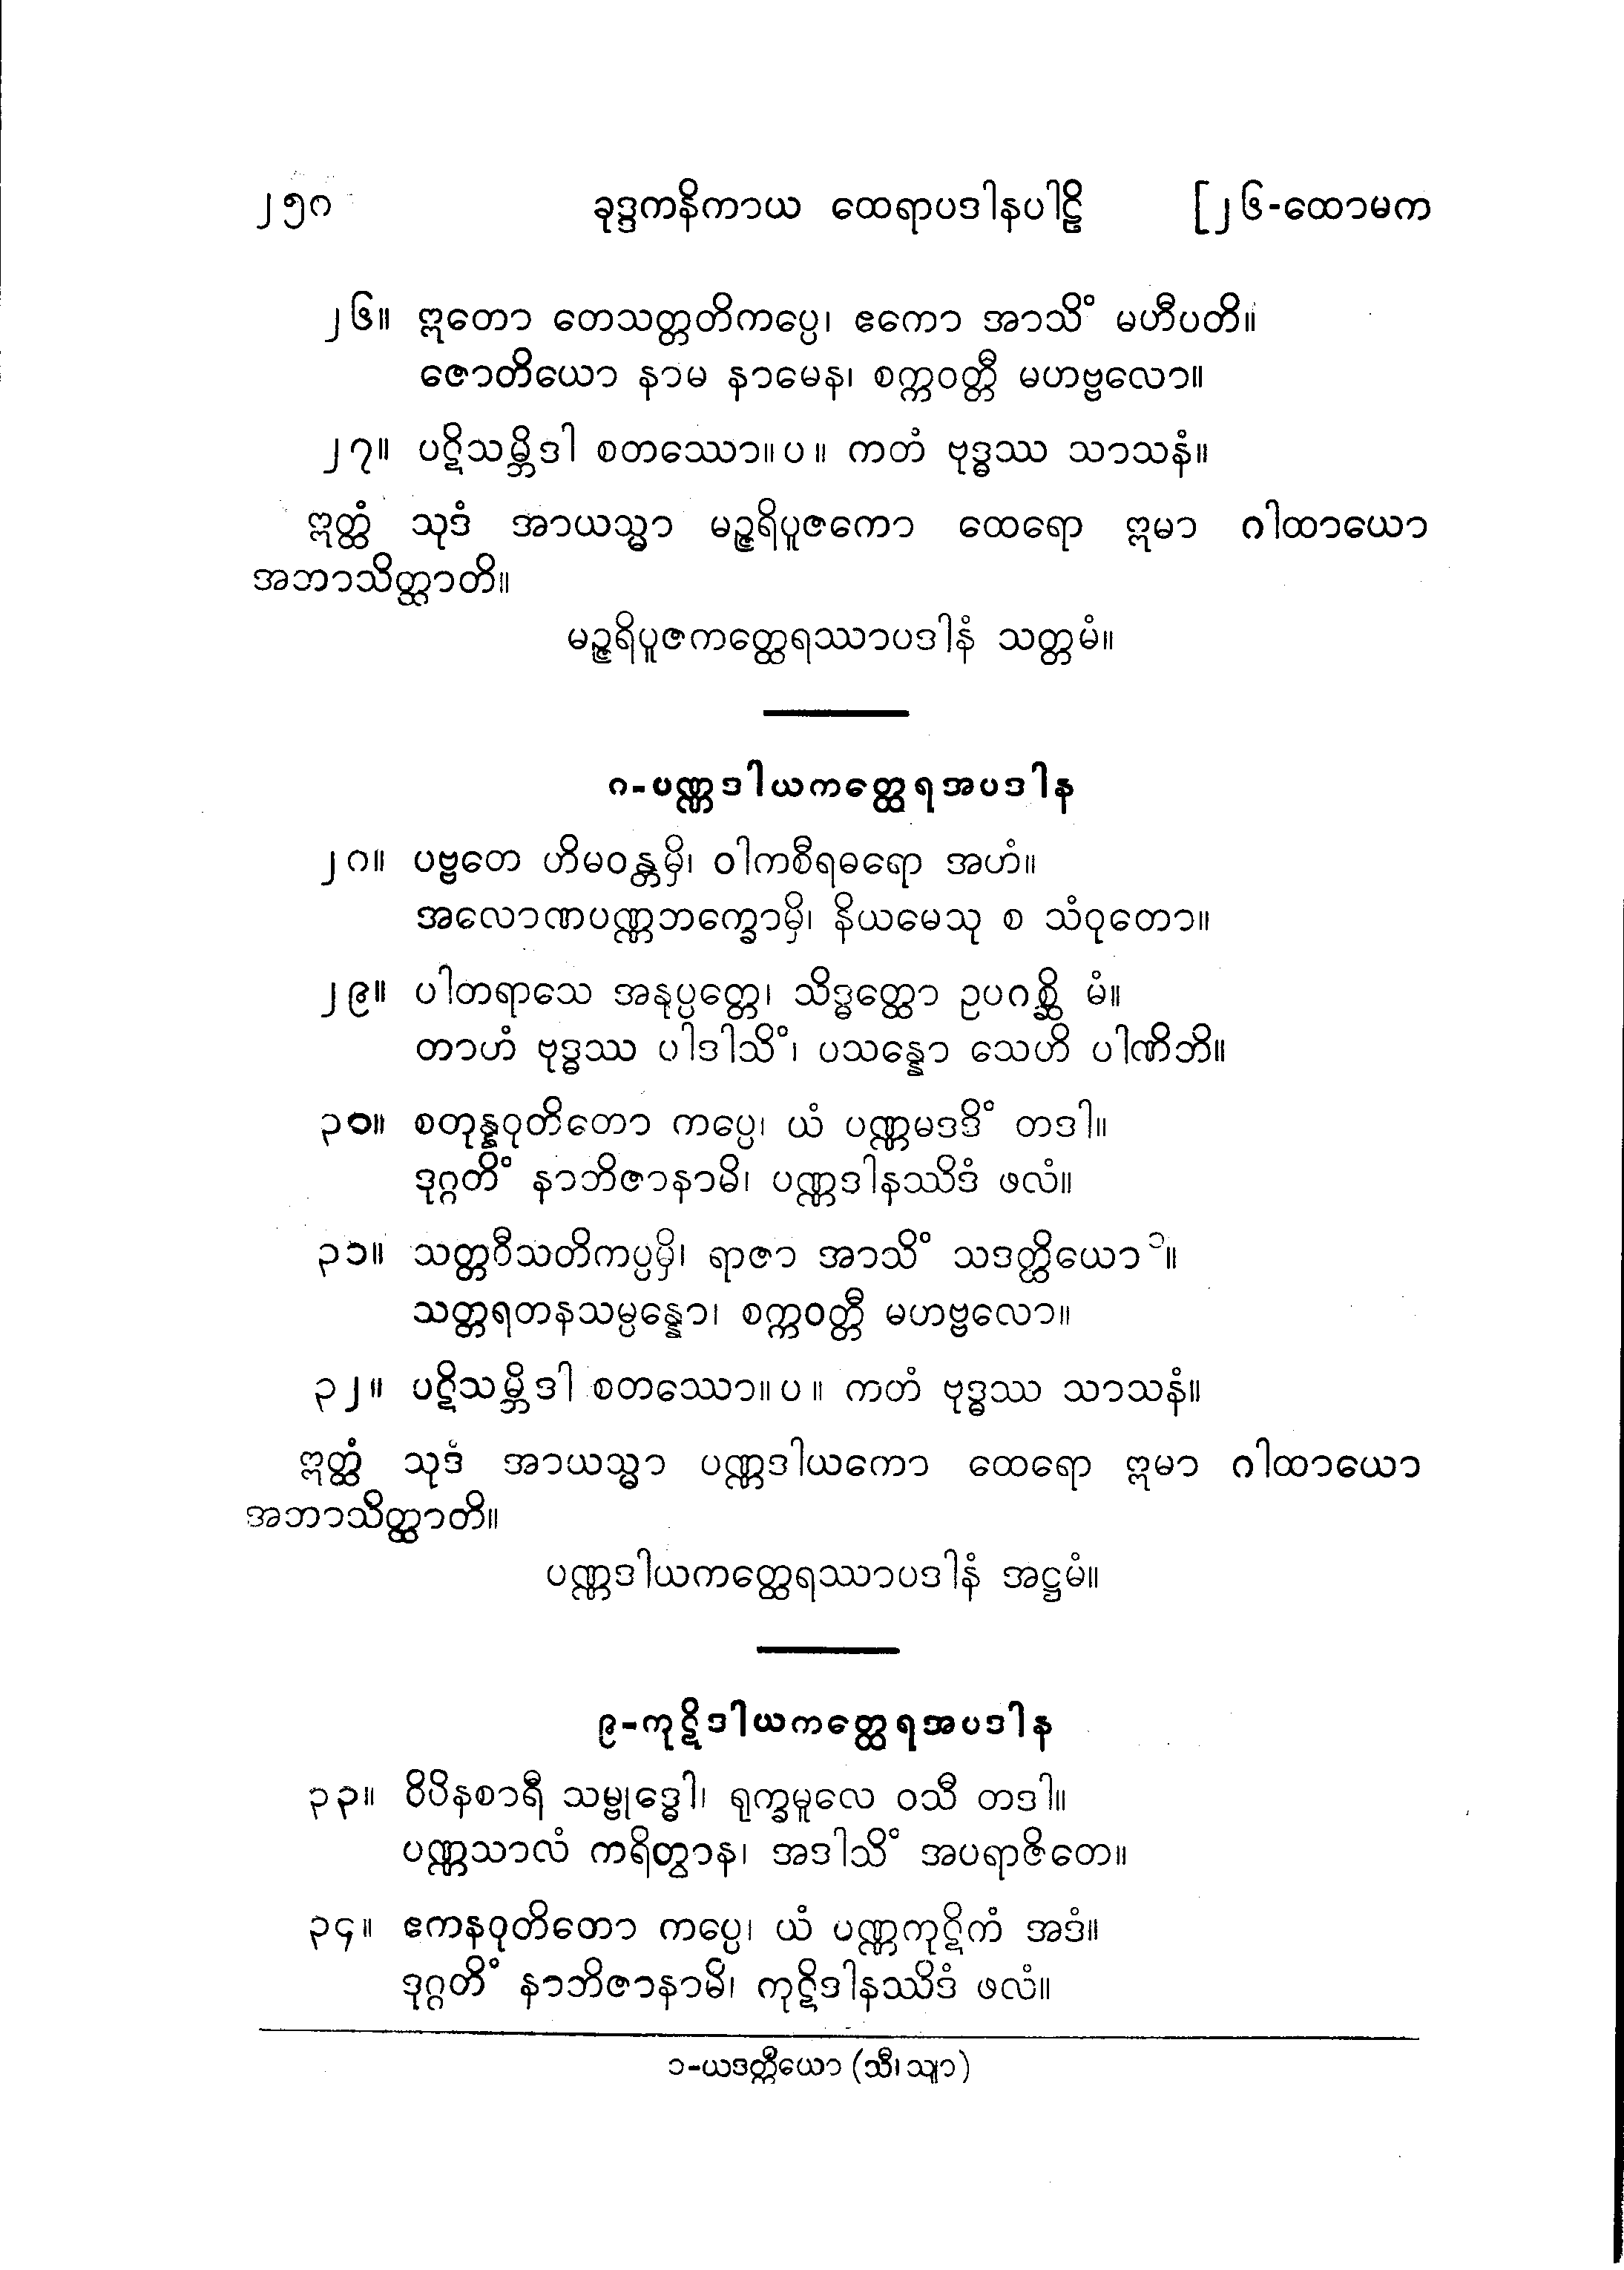 ၂၅၈ ခုဒ္ဒကနိကာယ ထေရာပဒါနပါဠိ [၂၆-ထောမက
၂၆။ ဣတော တေသတ္တတိကပ္ပေ၊ ဧကော အာသိံ မဟီပတိ။
ဇောတိယော နာမ နာမေန၊ စက္ကဝတ္တီ မဟဗ္ဗလော။
၂၇။ ပဋိသမ္ဘိဒါ စတဿော။ပ။ ကတံ ဗုဒ္ဓဿ သာသနံ။
ဣတ္ထံ သုဒံ အာယသ္မာ မဉ္ဇရိပူဇကော ထေရော ဣမာ ဂါထာယော
အဘာသိတ္ထာတိ။
မဉ္ဇရိပူဇကတ္ထေရဿာပဒါနံ သတ္တမံ။
၈-ပဏ္ဏဒါယကတ္ထေရအပဒါန
၂၈။ ပဗ္ဗတေ ဟိမဝန္တမှိ၊ ဝါကစီရဓရော အဟံ။
အလောဏပဏ္ဏဘက္ခောမှိ၊ နိယမေသု စ သံဝုတော။
၂၉။ ပါတရာသေ အနုပ္ပတ္တေ၊ သိဒ္ဓတ္ထော ဥပဂစ္ဆိ မံ။
တာဟံ ဗုဒ္ဓဿ ပါဒါသိံ၊ ပသန္နော သေဟိ ပါဏိဘိ။
၃၀။ စတုန္နဝုတိတော ကပ္ပေ၊ ယံ ပဏ္ဏမဒဒိံ တဒါ။
ဒုဂ္ဂတိံ နာဘိဇာနာမိ၊ ပဏ္ဏဒါနဿိဒံ ဖလံ။
၃၁။ သတ္တဝီသတိကပ္ပမှိ၊ ရာဇာ အာသိံ သဒတ္ထိယော ၁။
သတ္တရတနသမ္ပန္နော၊ စက္ကဝတ္တီ မဟဗ္ဗလော။
၃၂။ ပဋိသမ္ဘိဒါ စတဿော။ပ။ ကတံ ဗုဒ္ဓဿ သာသနံ။
ဣတ္ထံ သုဒံ အာယသ္မာ ပဏ္ဏဒါယကော ထေရော ဣမာ ဂါထာယော
အဘာသိတ္ထာတိ။
ပဏ္ဏဒါယကတ္ထေရဿာပဒါနံ အဋ္ဌမံ။
၉-ကုဋိဒါယကတ္ထေရအပဒါန
၃၃။ ဝိပိနစာရီ သမ္ဗုဒ္ဓေါ၊ ရုက္ခမူလေ ဝသီ တဒါ။
ပဏ္ဏသာလံ ကရိတွာန၊ အဒါသိံ အပရာဇိတေ။
၃၄။ ဧကနဝုတိတော ကပ္ပေ၊ ယံ ပဏ္ဏကုဋိကံ အဒံ။
ဒုဂ္ဂတိံ နာဘိဇာနာမိ၊ ကုဋိဒါနဿိဒံ ဖလံ။
၁-ယဒတ္ထိယော (သီ၊ သျာ)